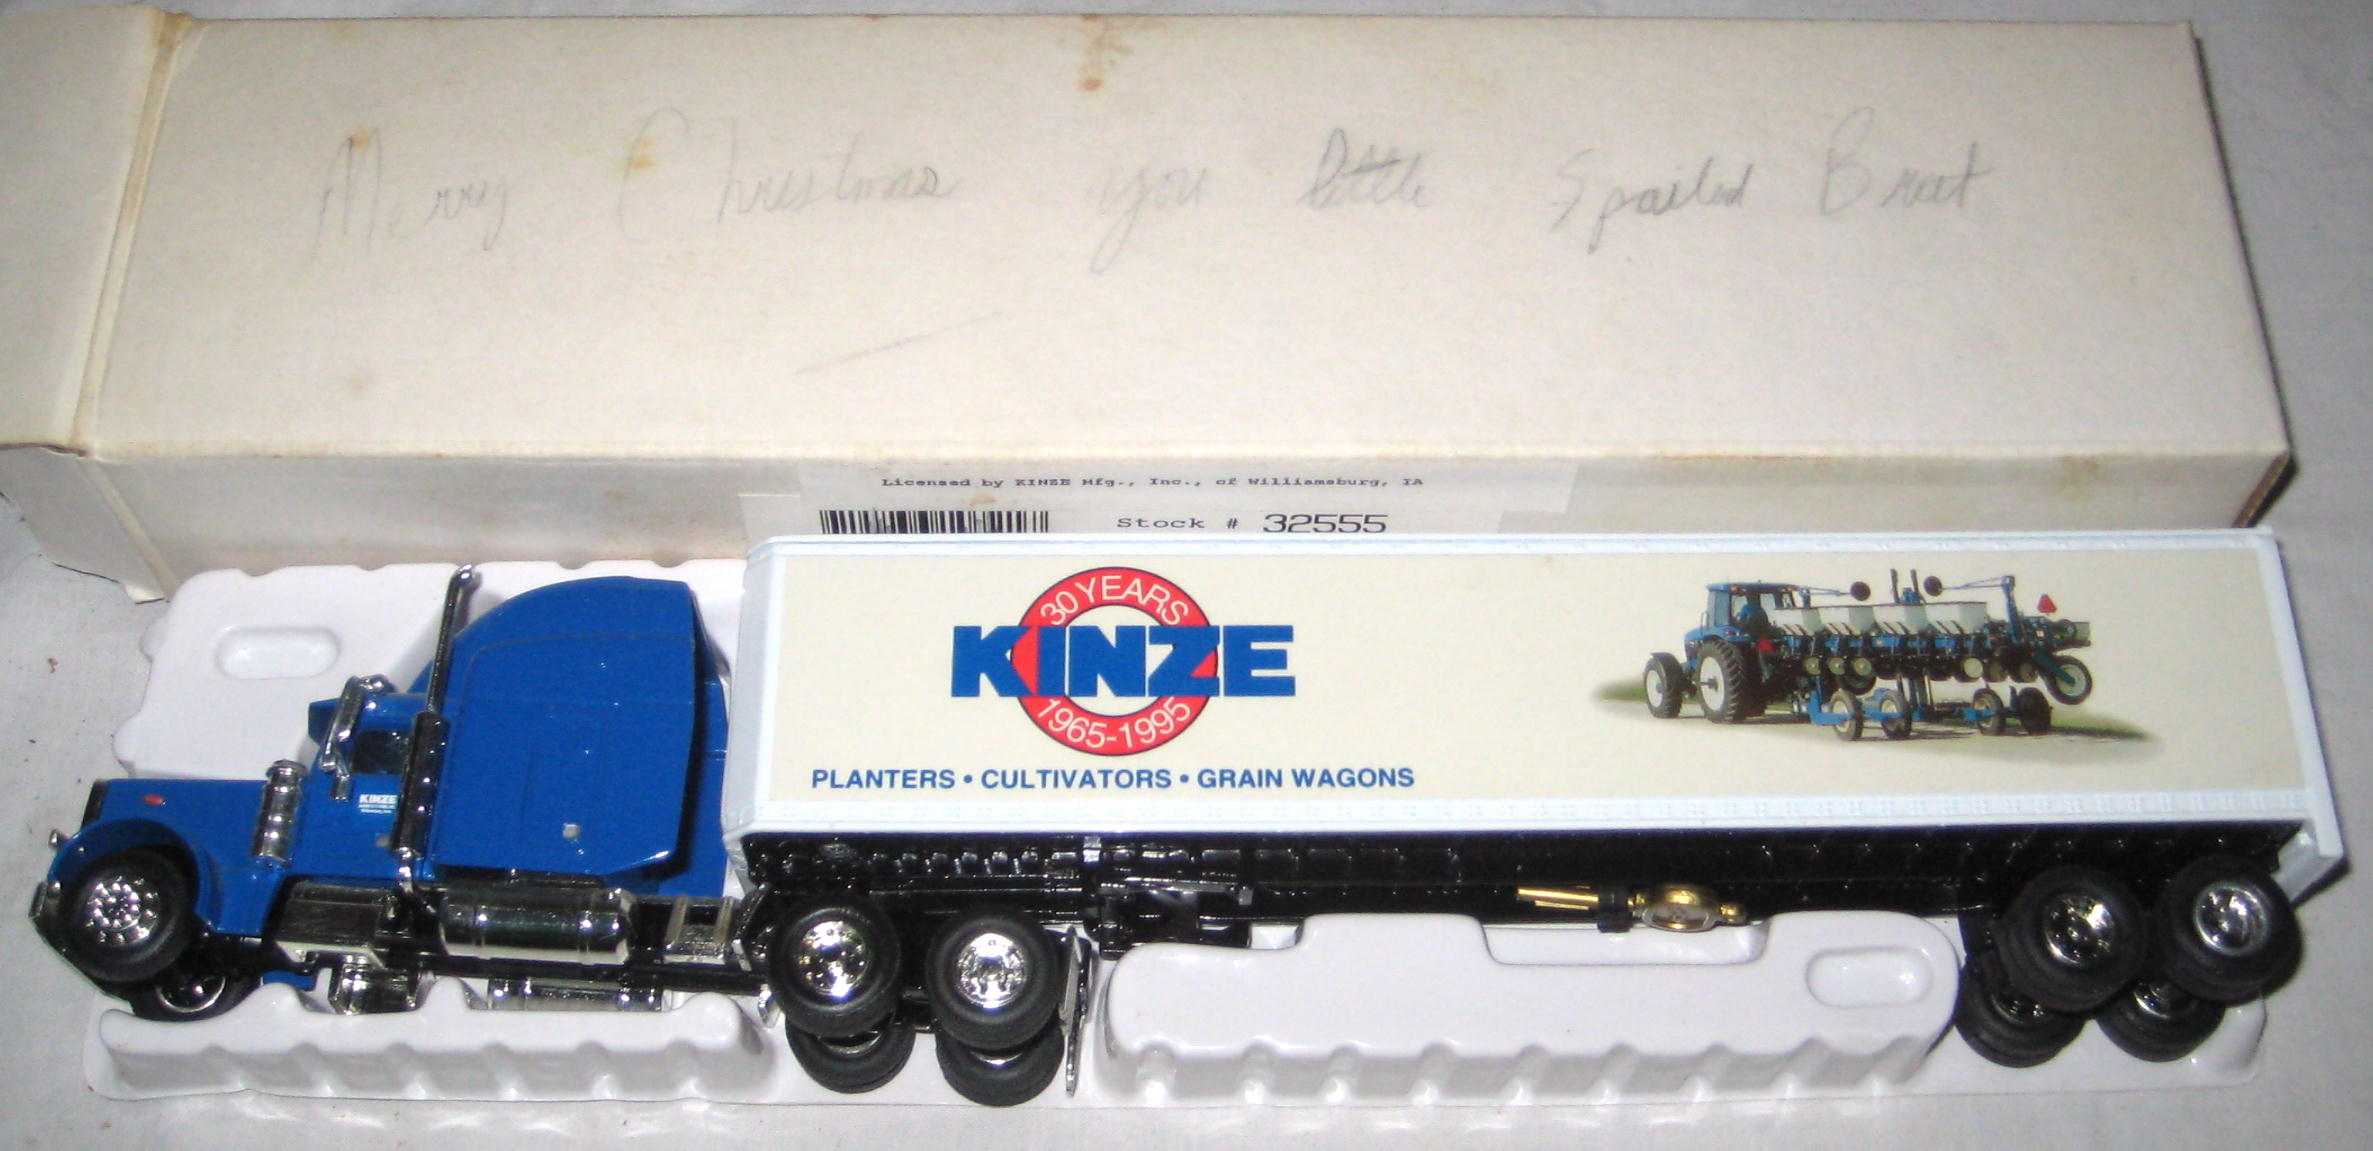 Merry Christmas you little Spoiled Brat
Licensed by KINZE Mfg., Inc., of Williamsburg, IA
Stock # 32555
30 YEARS
KINZE
1965-1995
PLANTERS • CULTIVATORS • GRAIN WAGONS
KINZE